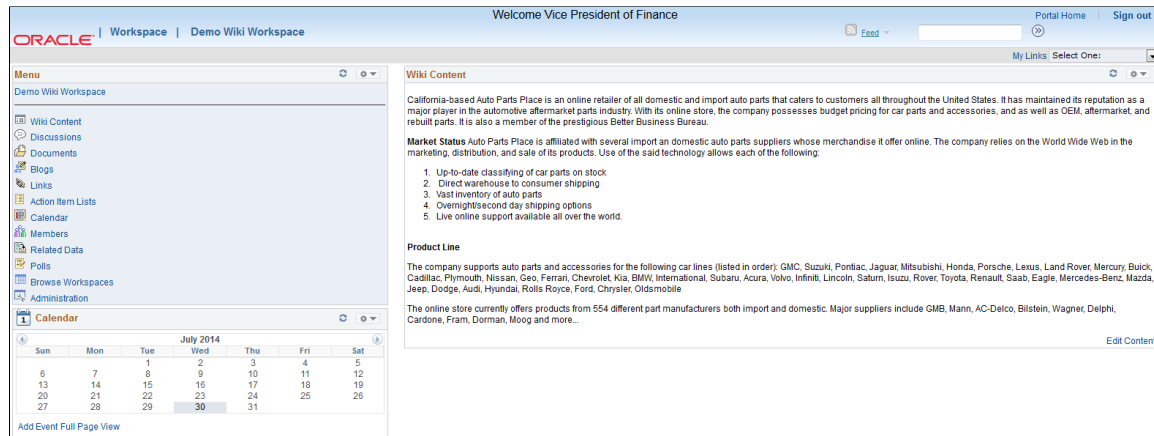 Welcome Vice President of Finance
Portal Home
Sign out
ORACLE
Workspace
Demo Wiki Workspace
Feed
My Links Select One:
Menu
Demo Wiki Workspace
Wiki Content
Discussions
Documents
Blogs
Links
Action Item Lists
Calendar
Members
Related Data
Polls
Browse Workspaces
Administration
Calendar
July 2014
Sun Mon Tue Wed Thu Fri Sat
1 2 3 4 5
6 7 8 9 10 11 12
13 14 15 16 17 18 19
20 21 22 23 24 25 26
27 28 29 30 31
Add Event Full Page View
Wiki Content
California-based Auto Parts Place is an online retailer of all domestic and import auto parts that caters to customers all throughout the United States. It has maintained its reputation as a
major player in the automotive aftermarket parts industry. With its online store, the company possesses budget pricing for car parts and accessories, and as well as OEM, aftermarket, and
rebuilt parts. It is also a member of the prestigious Better Business Bureau.
Market Status Auto Parts Place is affiliated with several import an domestic auto parts suppliers whose merchandise it offer online. The company relies on the World Wide Web in the
marketing, distribution, and sale of its products. Use of the said technology allows each of the following:
1. Up-to-date classifying of car parts on stock
2. Direct warehouse to consumer shipping
3. Vast inventory of auto parts
4. Overnight/second day shipping options
5. Live online support available all over the world.
Product Line
The company supports auto parts and accessories for the following car lines (listed in order): GMC, Suzuki, Pontiac, Jaguar, Mitsubishi, Honda, Porsche, Lexus, Land Rover, Mercury, Buick,
Cadillac, Plymouth, Nissan, Geo, Ferrari, Chevrolet, Kia, BMW, International, Subaru, Acura, Volvo, Infiniti, Lincoln, Saturn, Isuzu, Rover, Toyota, Renault, Saab, Eagle, Mercedes-Benz, Mazda,
Jeep, Dodge, Audi, Hyundai, Rolls Royce, Ford, Chrysler, Oldsmobile
The online store currently offers products from 554 different part manufacturers both import and domestic. Major suppliers include GMB, Mann, AC-Delco, Bilstein, Wagner, Delphi,
Cardone, Fram, Dorman, Moog and more...
Edit Content